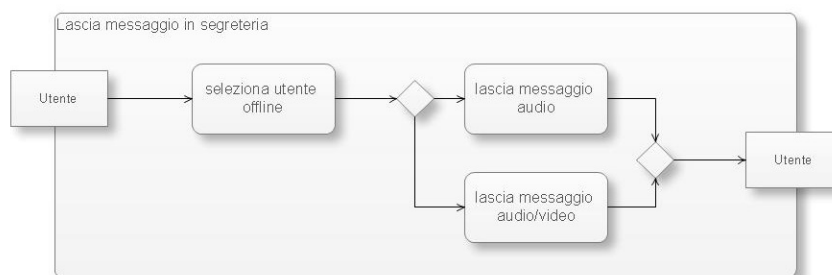 Lascia messaggio in segreteria
Utente
seleziona utente
offline
lascia messaggio
audio
lascia messaggio
audio/video
Utente